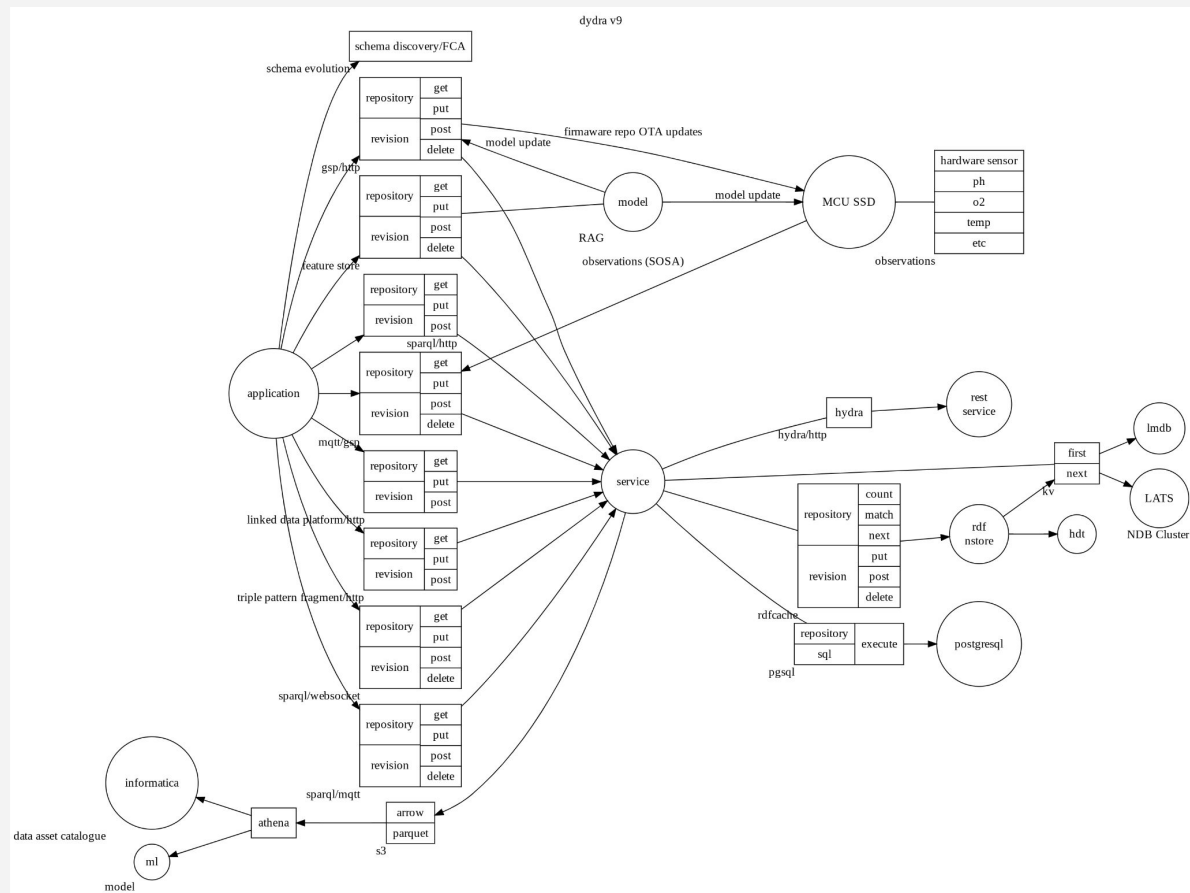 dydra v9
schema discovery/FCA
schema evolution
repository
revision
get
put
post
delete
gsp/http
firmaware repo OTA updates
model update
repository
revision
get
put
post
delete
feature store
model
RAG
model update
MCU SSD
hardware sensor
ph
o2
temp
etc
observations
observations (SOSA)
repository
revision
get
put
post
sparql/http
application
repository
revision
get
put
post
delete
mqtt/gsp
repository
revision
get
put
post
linked data platform/http
repository
revision
get
put
post
triple pattern fragment/http
repository
revision
get
put
post
delete
sparql/websocket
repository
revision
get
put
post
delete
sparql/mqtt
service
hydra
hydra/http
rest
service
first
next
kv
lmdb
LATS
NDB Cluster
repository
revision
count
match
next
put
post
delete
rdfcache
rdf
nstore
hdt
repository
sql
execute
pgsql
postgresql
arrow
parquet
s3
athena
informatica
data asset catalogue
ml
model